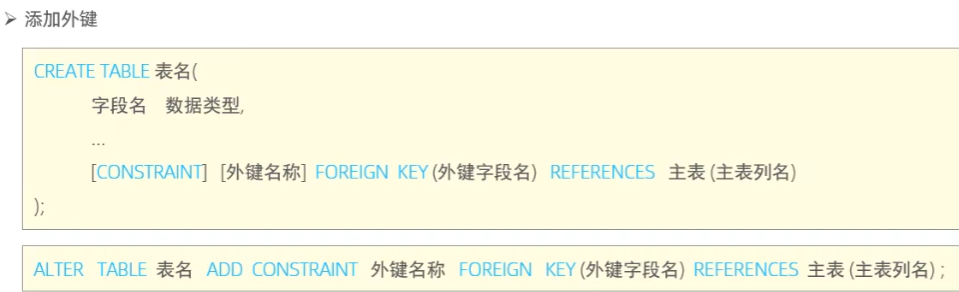 ➢ 添加外键
CREATE TABLE 表名(
字段名 数据类型,
...
[CONSTRAINT] [外键名称] FOREIGN KEY (外键字段名) REFERENCES 主表 (主表列名)
);
ALTER TABLE 表名 ADD CONSTRAINT 外键名称 FOREIGN KEY (外键字段名) REFERENCES 主表 (主表列名) ;